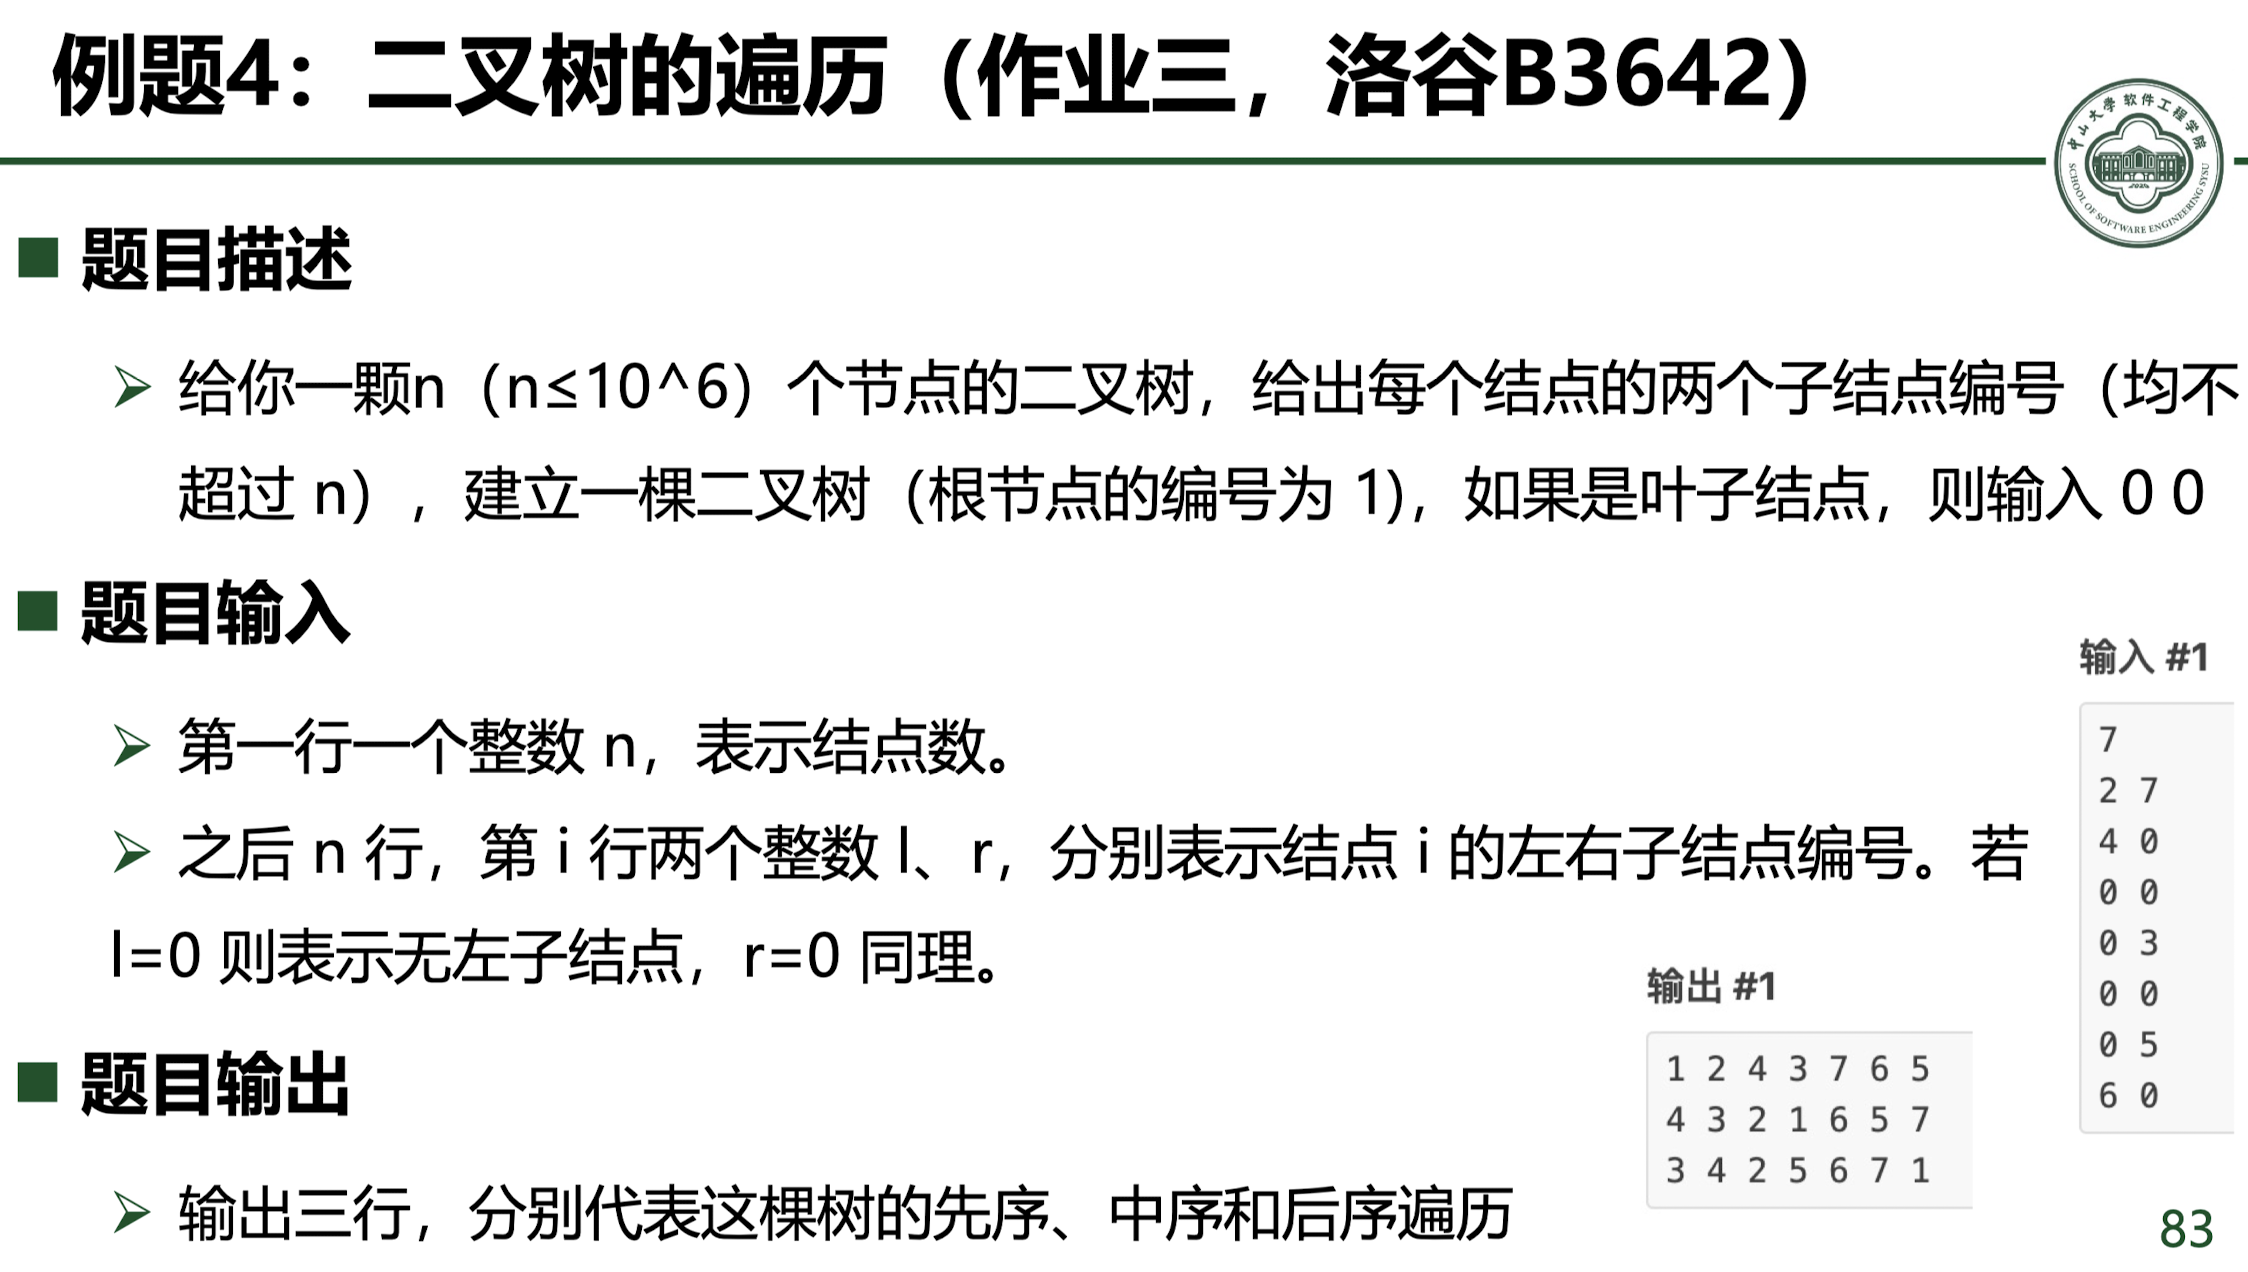 例题4：二叉树的遍历（作业三，洛谷B3642）
中山大学软件工程学院
SCHOOL OF SOFTWARE ENGINEERING SYSU
■ 题目描述
➢ 给你一颗n（n≤10^6）个节点的二叉树，给出每个结点的两个子结点编号（均不
超过 n），建立一棵二叉树（根节点的编号为 1)，如果是叶子结点，则输入 0 0
■ 题目输入
➢ 第一行一个整数 n，表示结点数。
➢ 之后 n 行，第 i 行两个整数 l、r，分别表示结点 i 的左右子结点编号。若
l=0 则表示无左子结点，r=0 同理。
■ 题目输出
➢ 输出三行，分别代表这棵树的先序、中序和后序遍历
输入 #1
7
2 7
4 0
0 0
0 3
0 0
0 5
6 0
输出 #1
1 2 4 3 7 6 5
4 3 2 1 6 5 7
3 4 2 5 6 7 1
83